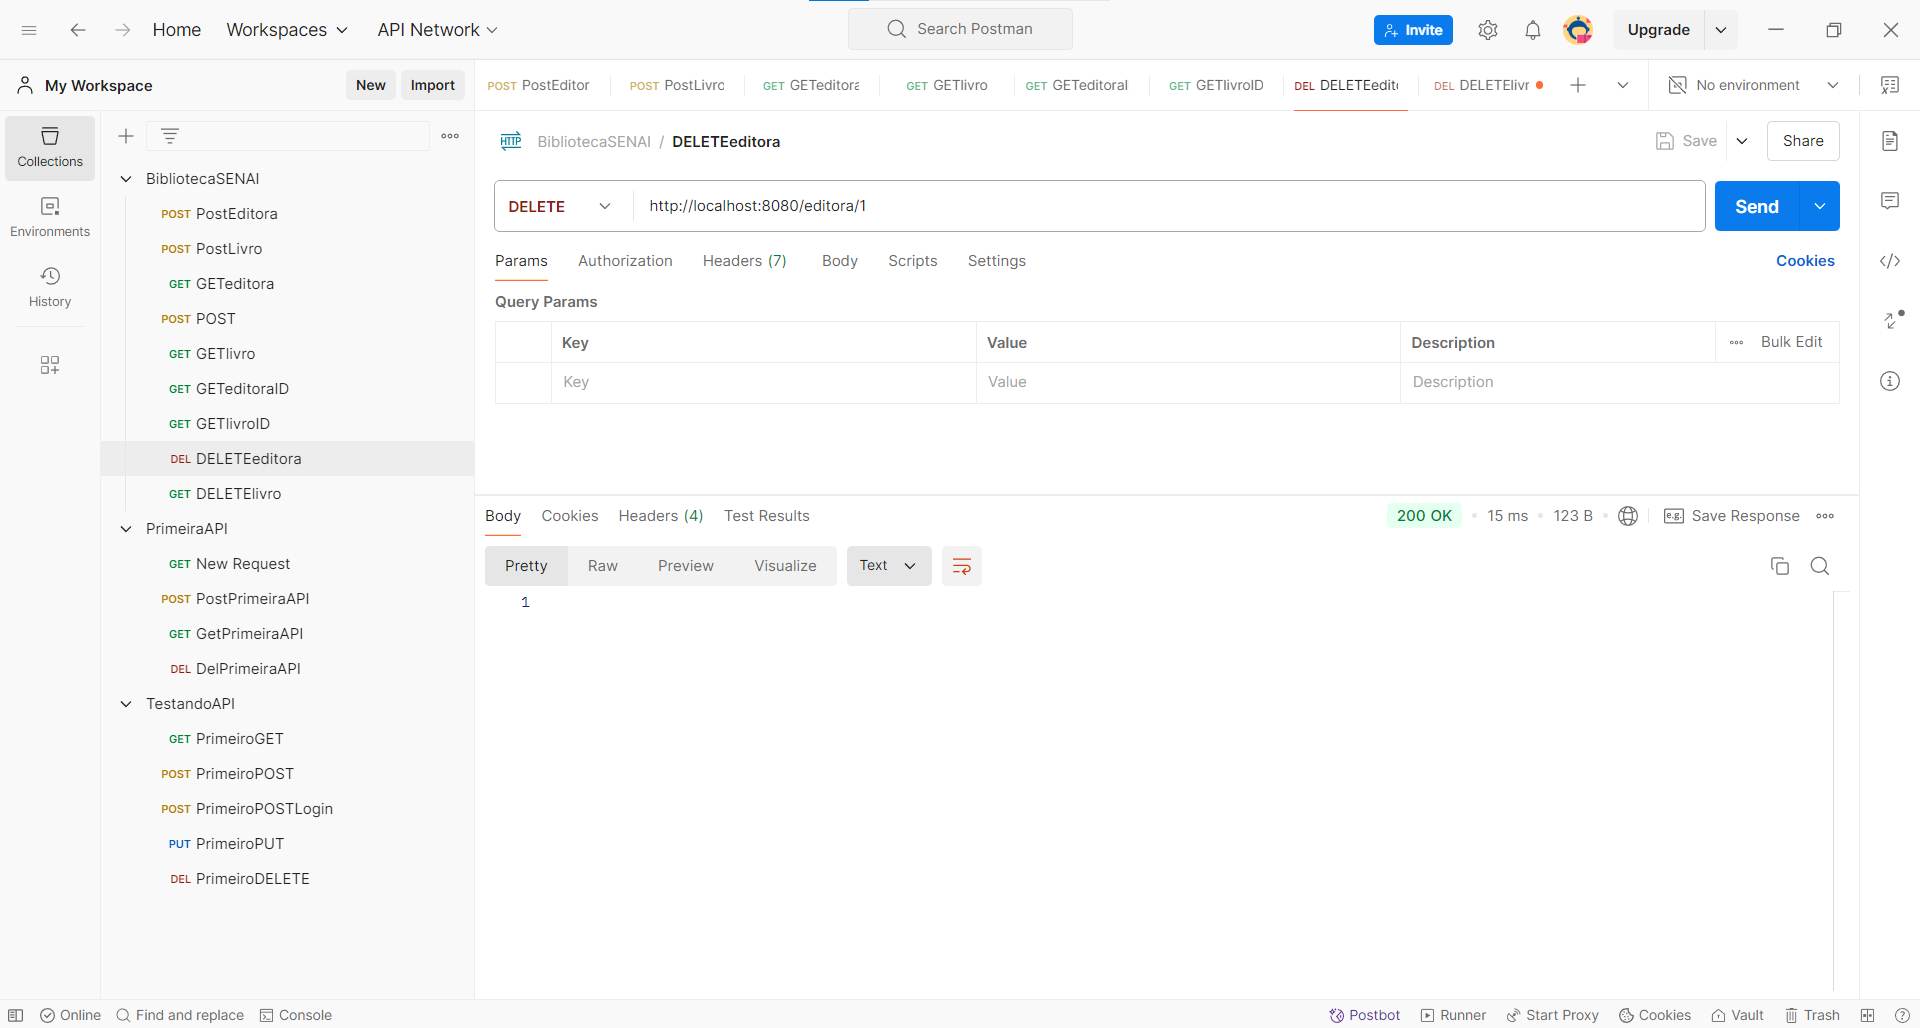 Home Workspaces API Network Search Postman Invite Upgrade
My Workspace New Import
POST PostEditor POST PostLivro GET GETeditora GET GETlivro GET GETeditoraI GET GETlivroID DEL DELETEedito DEL DELETElivr No environment
Collections
Environments
History
BibliotecaSENAI
POST PostEditora
POST PostLivro
GET GETeditora
POST POST
GET GETlivro
GET GETeditoraID
GET GETlivroID
DEL DELETEeditora
GET DELETElivro
PrimeiraAPI
GET New Request
POST PostPrimeiraAPI
GET GetPrimeiraAPI
DEL DelPrimeiraAPI
TestandoAPI
GET PrimeiroGET
POST PrimeiroPOST
POST PrimeiroPOSTLogin
PUT PrimeiroPUT
DEL PrimeiroDELETE
HTTP BibliotecaSENAI / DELETEeditora Save Share
DELETE http://localhost:8080/editora/1 Send
Params Authorization Headers (7) Body Scripts Settings Cookies
Query Params
Key Value Description Bulk Edit
Key Value Description
Body Cookies Headers (4) Test Results 200 OK 15 ms 123 B e.g. Save Response
Pretty Raw Preview Visualize Text
1
Online Find and replace Console Postbot Runner Start Proxy Cookies Vault Trash